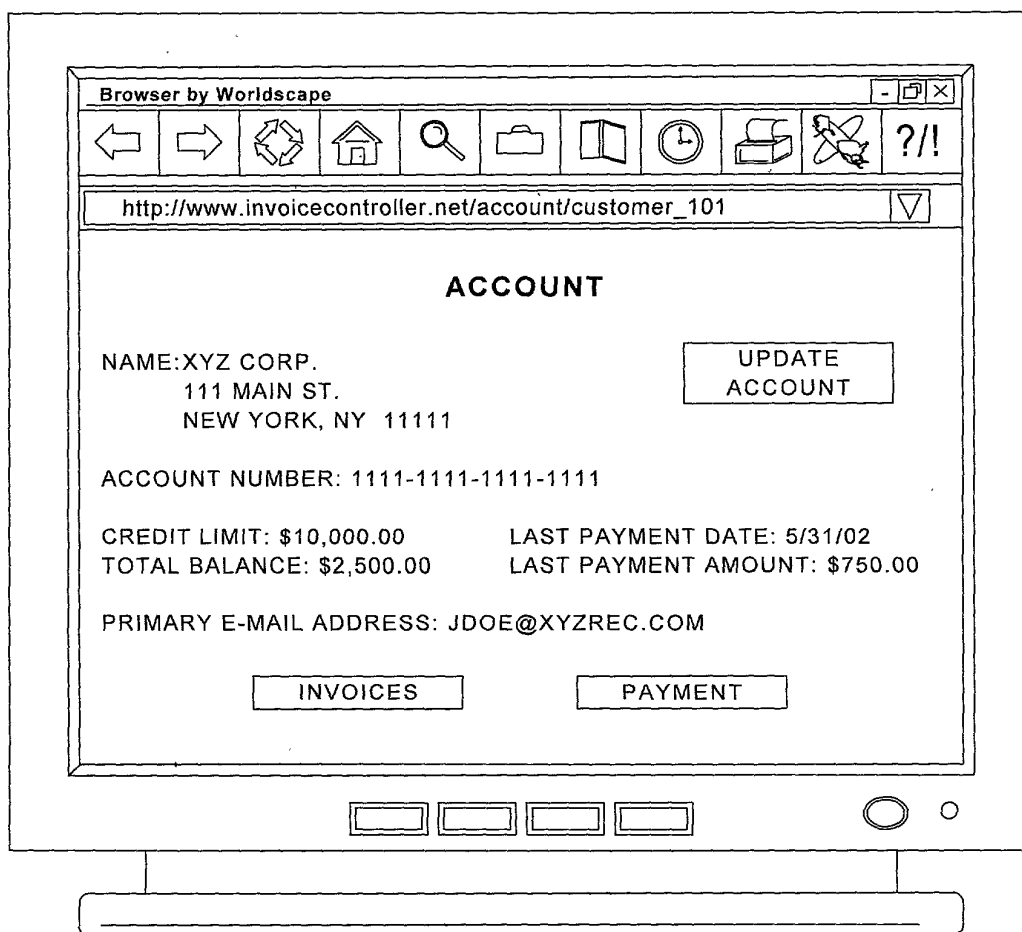 Browser by Worldscape
?/!
http://www.invoicecontroller.net/account/customer_101
ACCOUNT
NAME:XYZ CORP.
111 MAIN ST.
NEW YORK, NY 11111
UPDATE
ACCOUNT
ACCOUNT NUMBER: 1111-1111-1111-1111
CREDIT LIMIT: $10,000.00 LAST PAYMENT DATE: 5/31/02
TOTAL BALANCE: $2,500.00 LAST PAYMENT AMOUNT: $750.00
PRIMARY E-MAIL ADDRESS: JDOE@XYZREC.COM
INVOICES PAYMENT